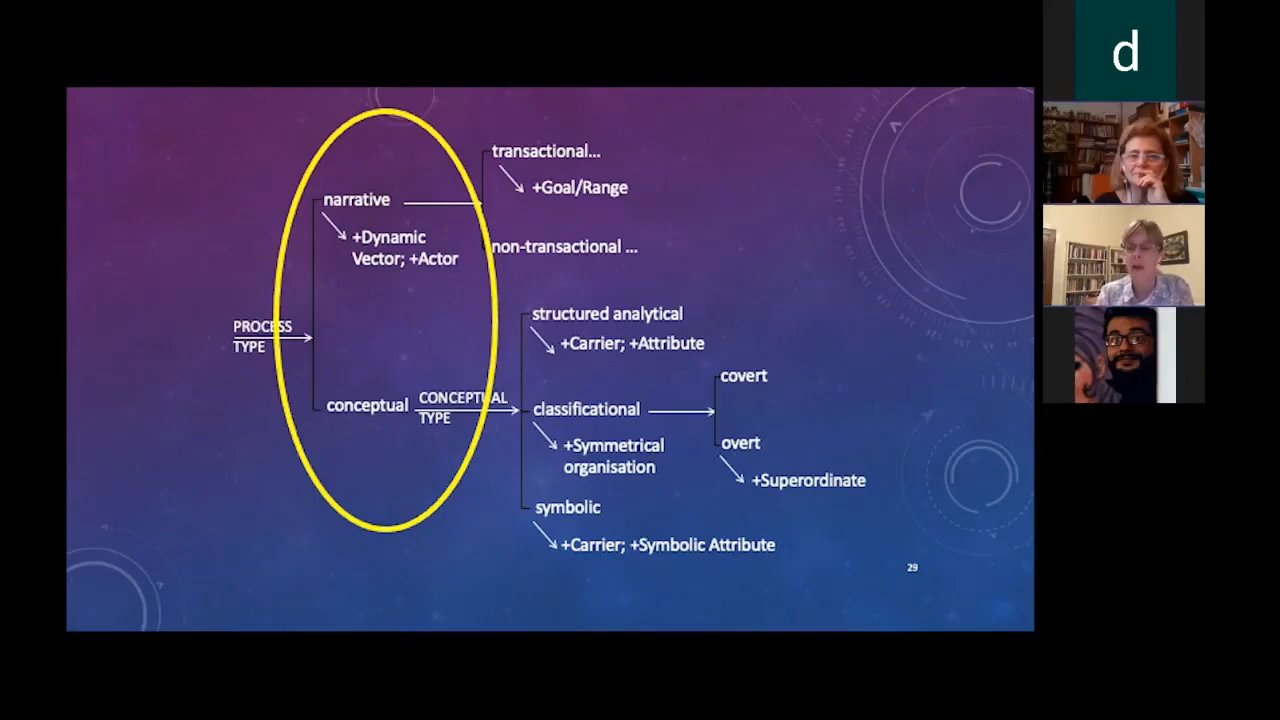 transactional...
+Goal/Range
narrative
+Dynamic
Vector; +Actor
non-transactional ...
PROCESS
TYPE
structured analytical
+Carrier; +Attribute
conceptual
CONCEPTUAL
TYPE
classificational
+Symmetrical
organisation
covert
overt
+Superordinate
symbolic
+Carrier; +Symbolic Attribute
29
d